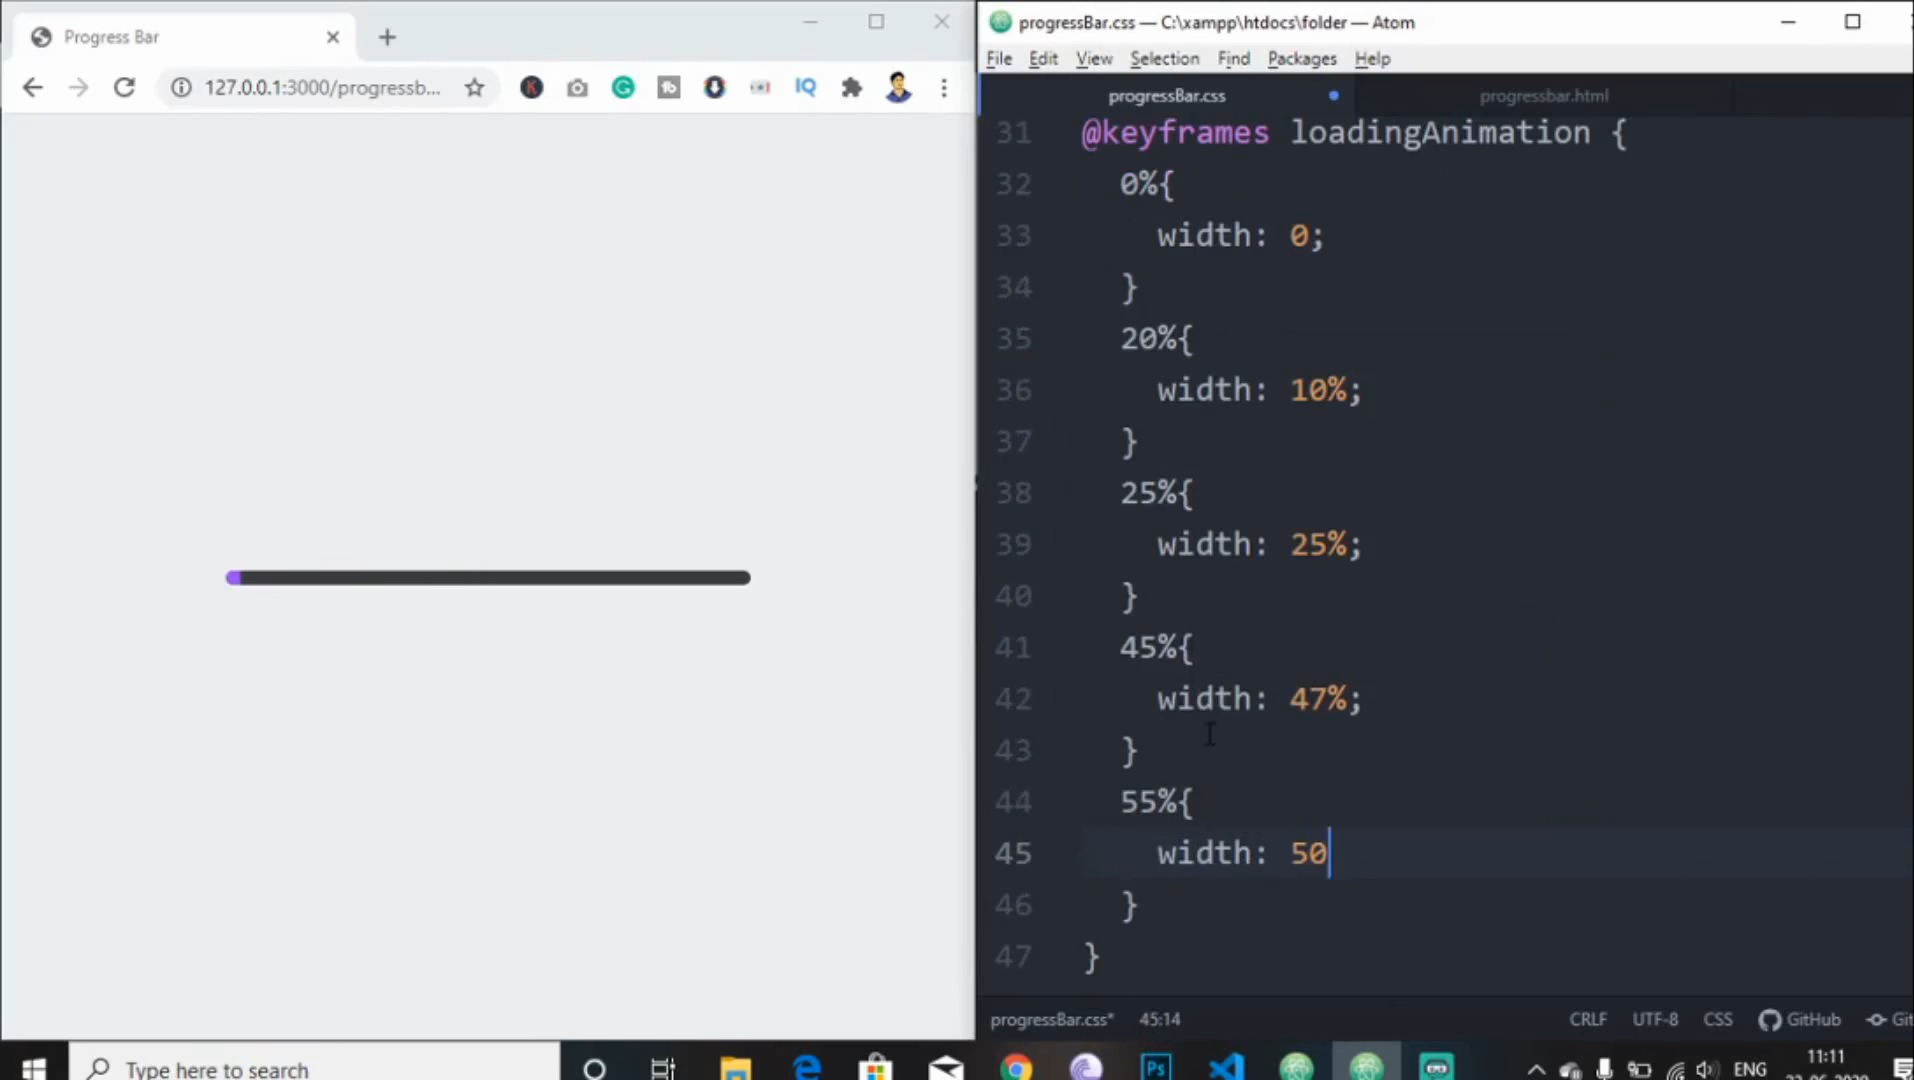 Progress Bar
127.0.0.1:3000/progressb...
IQ
progressBar.css — C:\xampp\htdocs\folder — Atom
File Edit View Selection Find Packages Help
progressBar.css progressbar.html
31 @keyframes loadingAnimation {
32 0%{
33 width: 0;
34 }
35 20%{
36 width: 10%;
37 }
38 25%{
39 width: 25%;
40 }
41 45%{
42 width: 47%;
43 }
44 55%{
45 width: 50
46 }
47 }
progressBar.css* 45:14 CRLF UTF-8 CSS GitHub Git
Type here to search
Ps
ENG
11:11